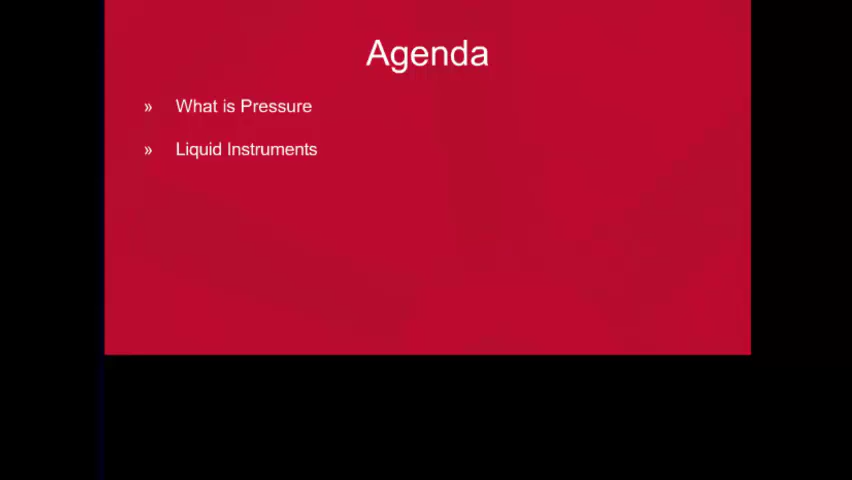 Agenda
» What is Pressure
» Liquid Instruments